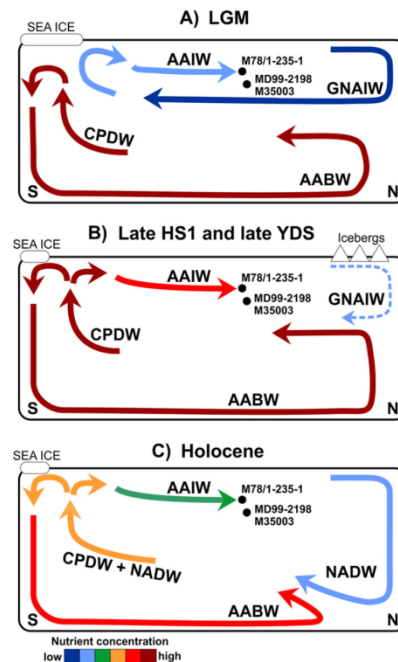 A) LGM
SEA ICE
AAIW
M78/1-235-1
MD99-2198
M35003
GNAIW
CPDW
AABW
S
N
B) Late HS1 and late YDS
SEA ICE
Icebergs
AAIW
M78/1-235-1
MD99-2198
M35003
GNAIW
CPDW
AABW
S
N
C) Holocene
SEA ICE
AAIW
M78/1-235-1
MD99-2198
M35003
CPDW + NADW
NADW
AABW
S
N
Nutrient concentration
low
high